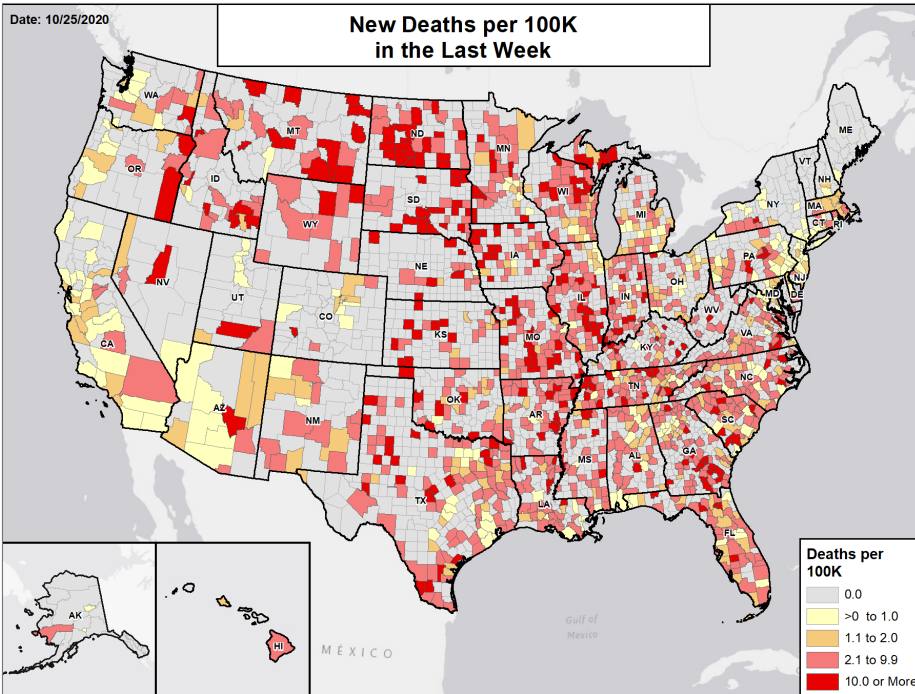 Date: 10/25/2020
New Deaths per 100K
in the Last Week
WA
MT
ND
MN
ME
OR
ID
WY
SD
WI
MI
VT
NH
NY
MA
CT
RI
NV
UT
CO
NE
IA
IL
IN
OH
PA
NJ
MD
DE
CA
KS
MO
KY
WV
VA
AZ
NM
OK
AR
TN
NC
SC
TX
LA
MS
AL
GA
FL
AK
HI
MÉXICO
Gulf of
Mexico
Deaths per
100K
0.0
>0 to 1.0
1.1 to 2.0
2.1 to 9.9
10.0 or More